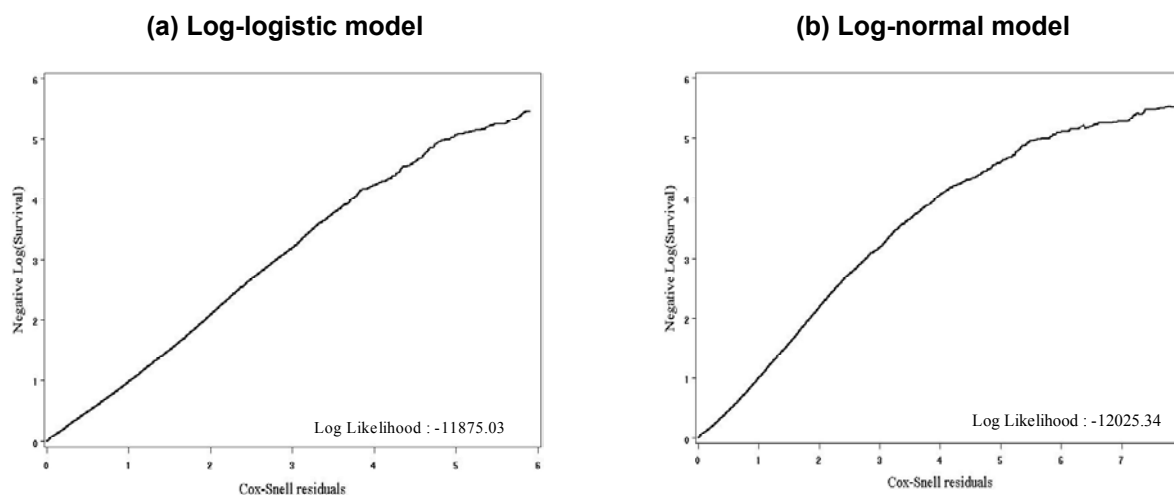 (a) Log-logistic model
(b) Log-normal model
6
5
4
3
2
1
0
Negative Log(Survival)
Log Likelihood : -11875.03
0 1 2 3 4 5 6
Cox-Snell residuals
6
5
4
3
2
1
0
Negative Log(Survival)
Log Likelihood : -12025.34
0 1 2 3 4 5 6 7
Cox-Snell residuals